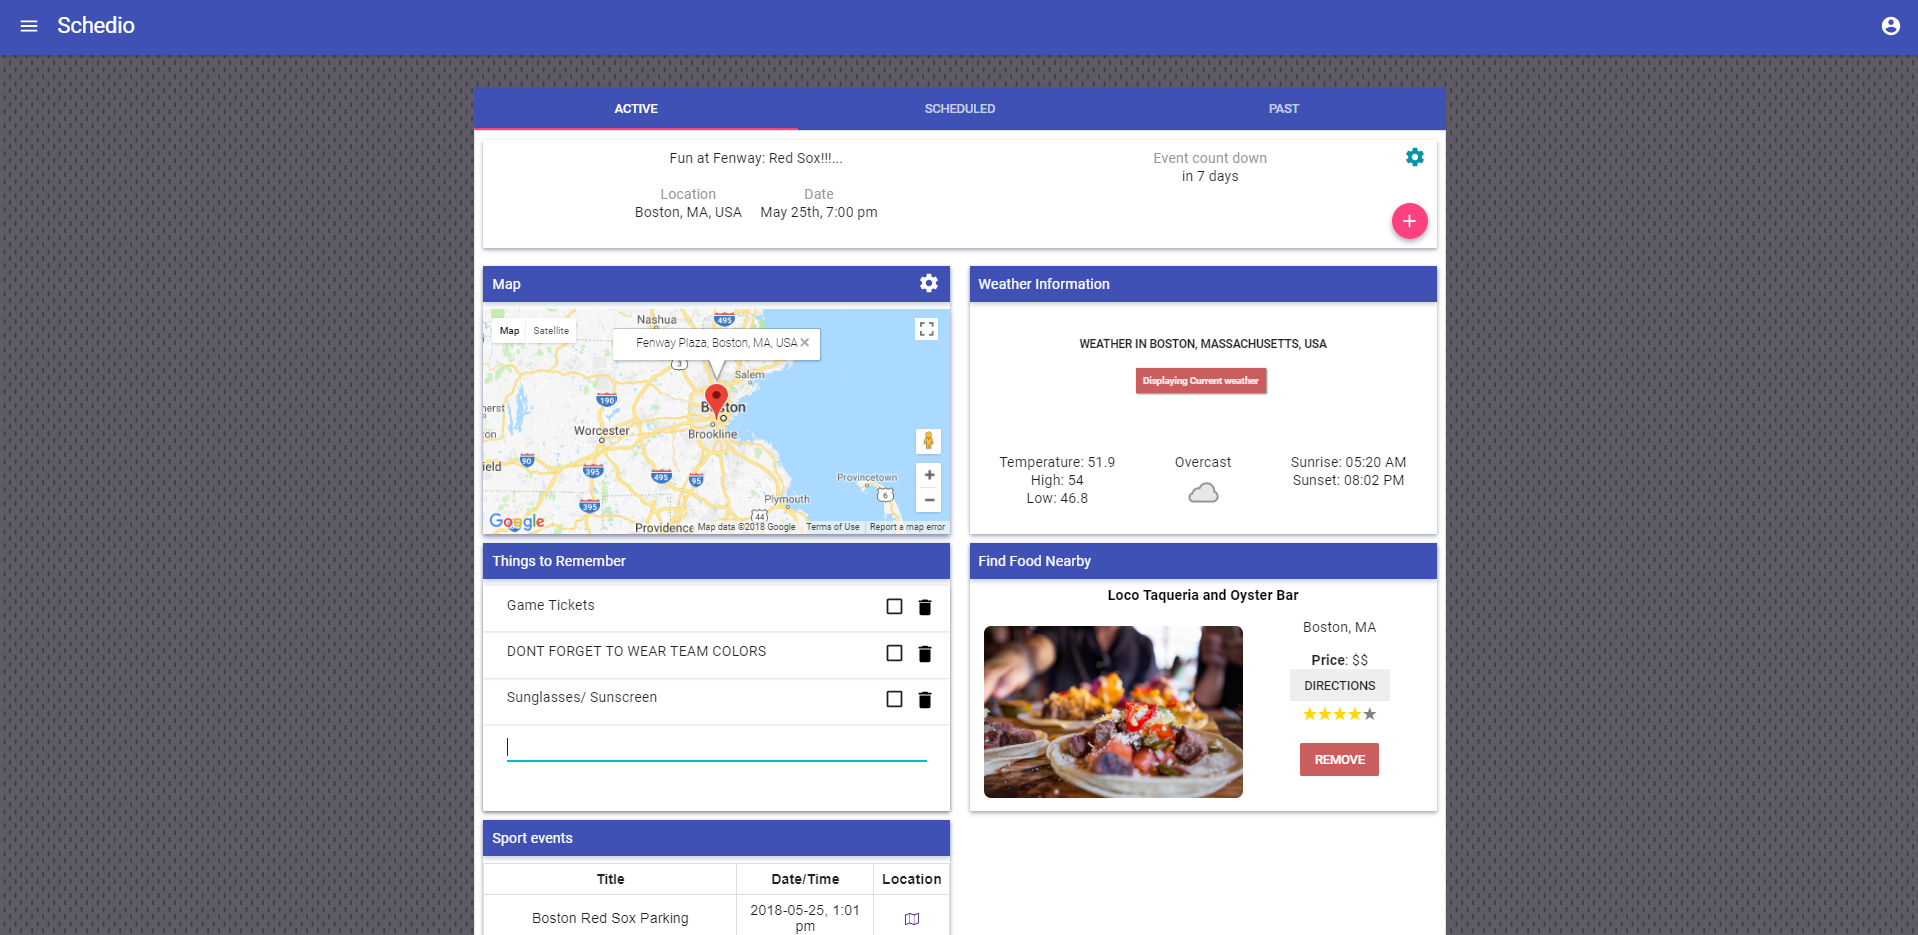 Schedio
ACTIVE
SCHEDULED
PAST
Fun at Fenway: Red Sox!!!...
Event count down
in 7 days
Location
Date
Boston, MA, USA
May 25th, 7:00 pm
Map
Map
Satellite
Nashua
495
Fenway Plaza, Boston, MA, USA
3
Salem
190
Boston
Worcester
Brookline
90
395
495
95
Provincetown
6
Plymouth
44
395
Google
Providence
Map data ©2018 Google
Terms of Use
Report a map error
Weather Information
WEATHER IN BOSTON, MASSACHUSETTS, USA
Displaying Current weather
Temperature: 51.9
High: 54
Low: 46.8
Overcast
Sunrise: 05:20 AM
Sunset: 08:02 PM
Things to Remember
Game Tickets
DONT FORGET TO WEAR TEAM COLORS
Sunglasses/ Sunscreen
Find Food Nearby
Loco Taqueria and Oyster Bar
Boston, MA
Price: $$
DIRECTIONS
REMOVE
Sport events
Title
Date/Time
Location
Boston Red Sox Parking
2018-05-25, 1:01
pm